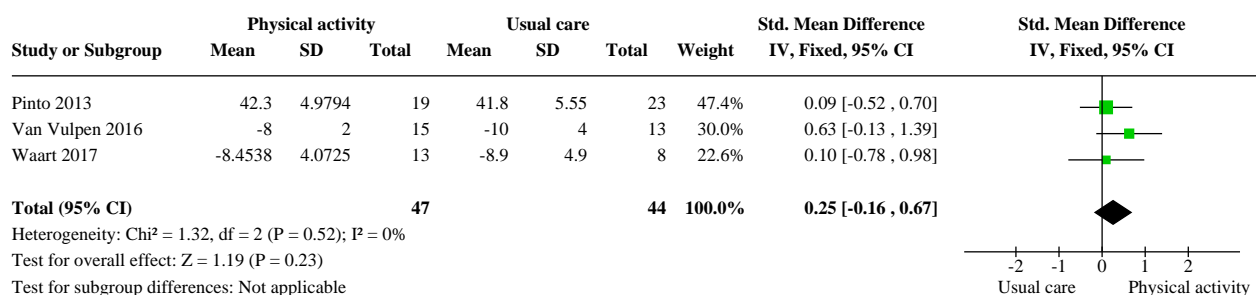 Physical activity Usual care Std. Mean Difference Std. Mean Difference
Study or Subgroup Mean SD Total Mean SD Total Weight IV, Fixed, 95% CI IV, Fixed, 95% CI
Pinto 2013 42.3 4.9794 19 41.8 5.55 23 47.4% 0.09 [-0.52 , 0.70]
Van Vulpen 2016 -8 2 15 -10 4 13 30.0% 0.63 [-0.13 , 1.39]
Waart 2017 -8.4538 4.0725 13 -8.9 4.9 8 22.6% 0.10 [-0.78 , 0.98]
Total (95% CI) 47 44 100.0% 0.25 [-0.16 , 0.67]
Heterogeneity: Chi² = 1.32, df = 2 (P = 0.52); I² = 0%
Test for overall effect: Z = 1.19 (P = 0.23) -2 -1 0 1 2
Test for subgroup differences: Not applicable Usual care Physical activity